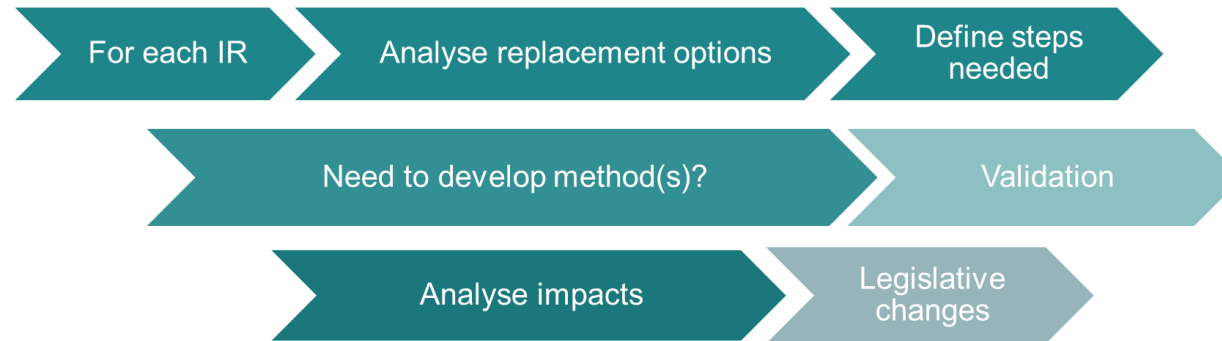 For each IR
Analyse replacement options
Define steps
needed
Need to develop method(s)?
Validation
Analyse impacts
Legislative
changes